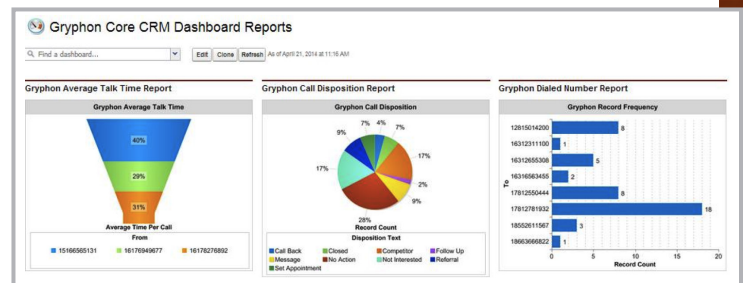 Gryphon Core CRM Dashboard Reports
Find a dashboard...
Edit Clone Refresh As of April 21, 2014 at 11:16 AM
Gryphon Average Talk Time Report
Gryphon Average Talk Time
40%
29%
31%
Average Time Per Call
From
15166565131 16176949677 16178276892
Gryphon Call Disposition Report
Gryphon Call Disposition
4%
7%
17%
2%
9%
28%
17%
9%
7%
Record Count
Disposition Text
Call Back Closed Competitor Follow Up
Message No Action Not Interested Referral
Set Appointment
Gryphon Dialed Number Report
Gryphon Record Frequency
To
12815014200 8
16312311100 1
16312655308 5
16316563455 2
17812550444 8
17812781932 18
18552611567 3
18663666822 1
0 5 10 15 20
Record Count